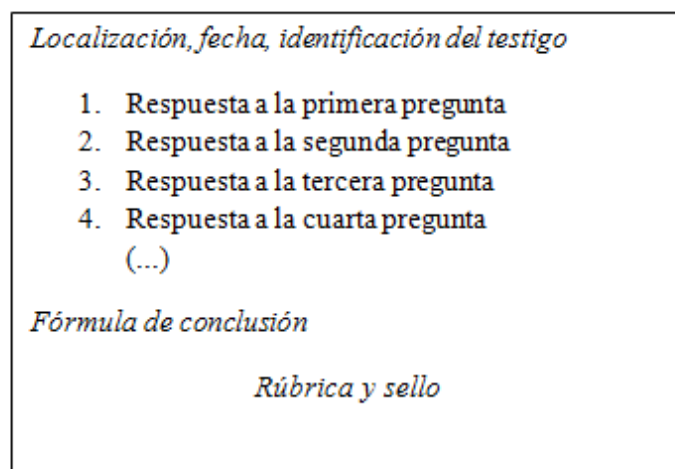 Localización, fecha, identificación del testigo
1. Respuesta a la primera pregunta
2. Respuesta a la segunda pregunta
3. Respuesta a la tercera pregunta
4. Respuesta a la cuarta pregunta
(...)
Fórmula de conclusión
Rúbrica y sello